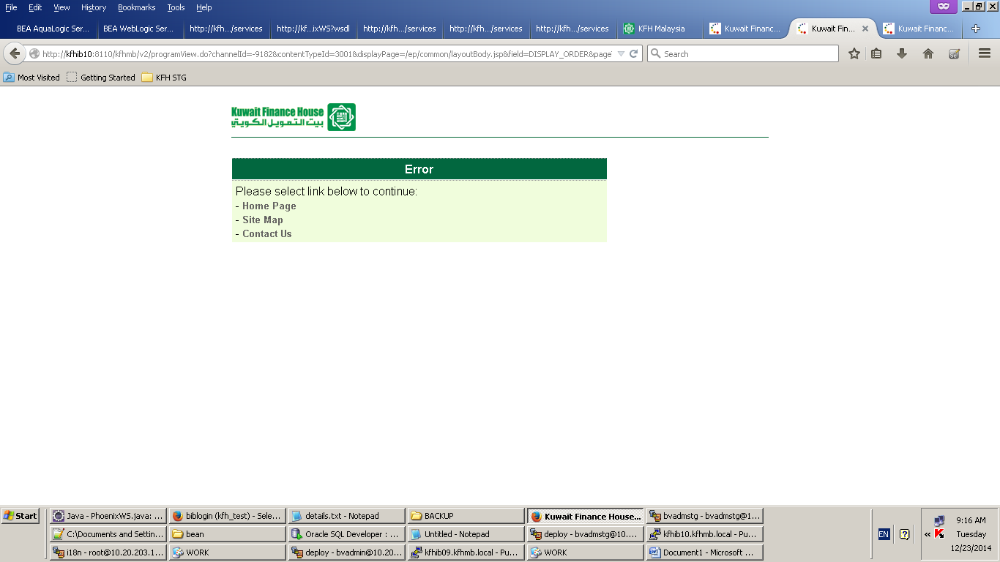 File Edit View History Bookmarks Tools Help
BEA AquaLogic Ser... BEA WebLogic Serv... http://kfh.../services http://kf...ixWS?wsdl http://kfh.../services http://kfh.../services http://kfh.../services KFH Malaysia Kuwait Financ... Kuwait Fin... Kuwait Financ...
http://kfhib10:8110/kfhmb/v2/programView.do?channelId=-9182&contentTypeId=3001&displayPage=/ep/common/layoutBody.jsp&field=DISPLAY_ORDER&page Search
Most Visited Getting Started KFH STG
Kuwait Finance House
بيت التمويل الكويتي
Error
Please select link below to continue:
- Home Page
- Site Map
- Contact Us
Start Java - PhoenixWS.java: ... biblogin (kfh_test) - Sele... details.txt - Notepad BACKUP Kuwait Finance House... bvadmstg - bvadmstg@1... 9:16 AM
C:\Documents and Settin... bean Oracle SQL Developer : ... Untitled - Notepad deploy - bvadmstg@10.... kfhib10.kfhmb.local - Pu... EN Tuesday
i18n - root@10.20.203.1... WORK deploy - bvadmin@10.20... kfhib09.kfhmb.local - Pu... WORK Document1 - Microsoft ... 12/23/2014